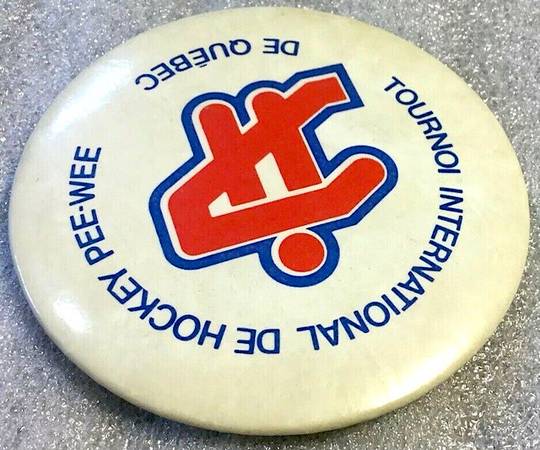 TOURNOI INTERNATIONAL DE HOCKEY PEE-WEE
DE QUÉBEC